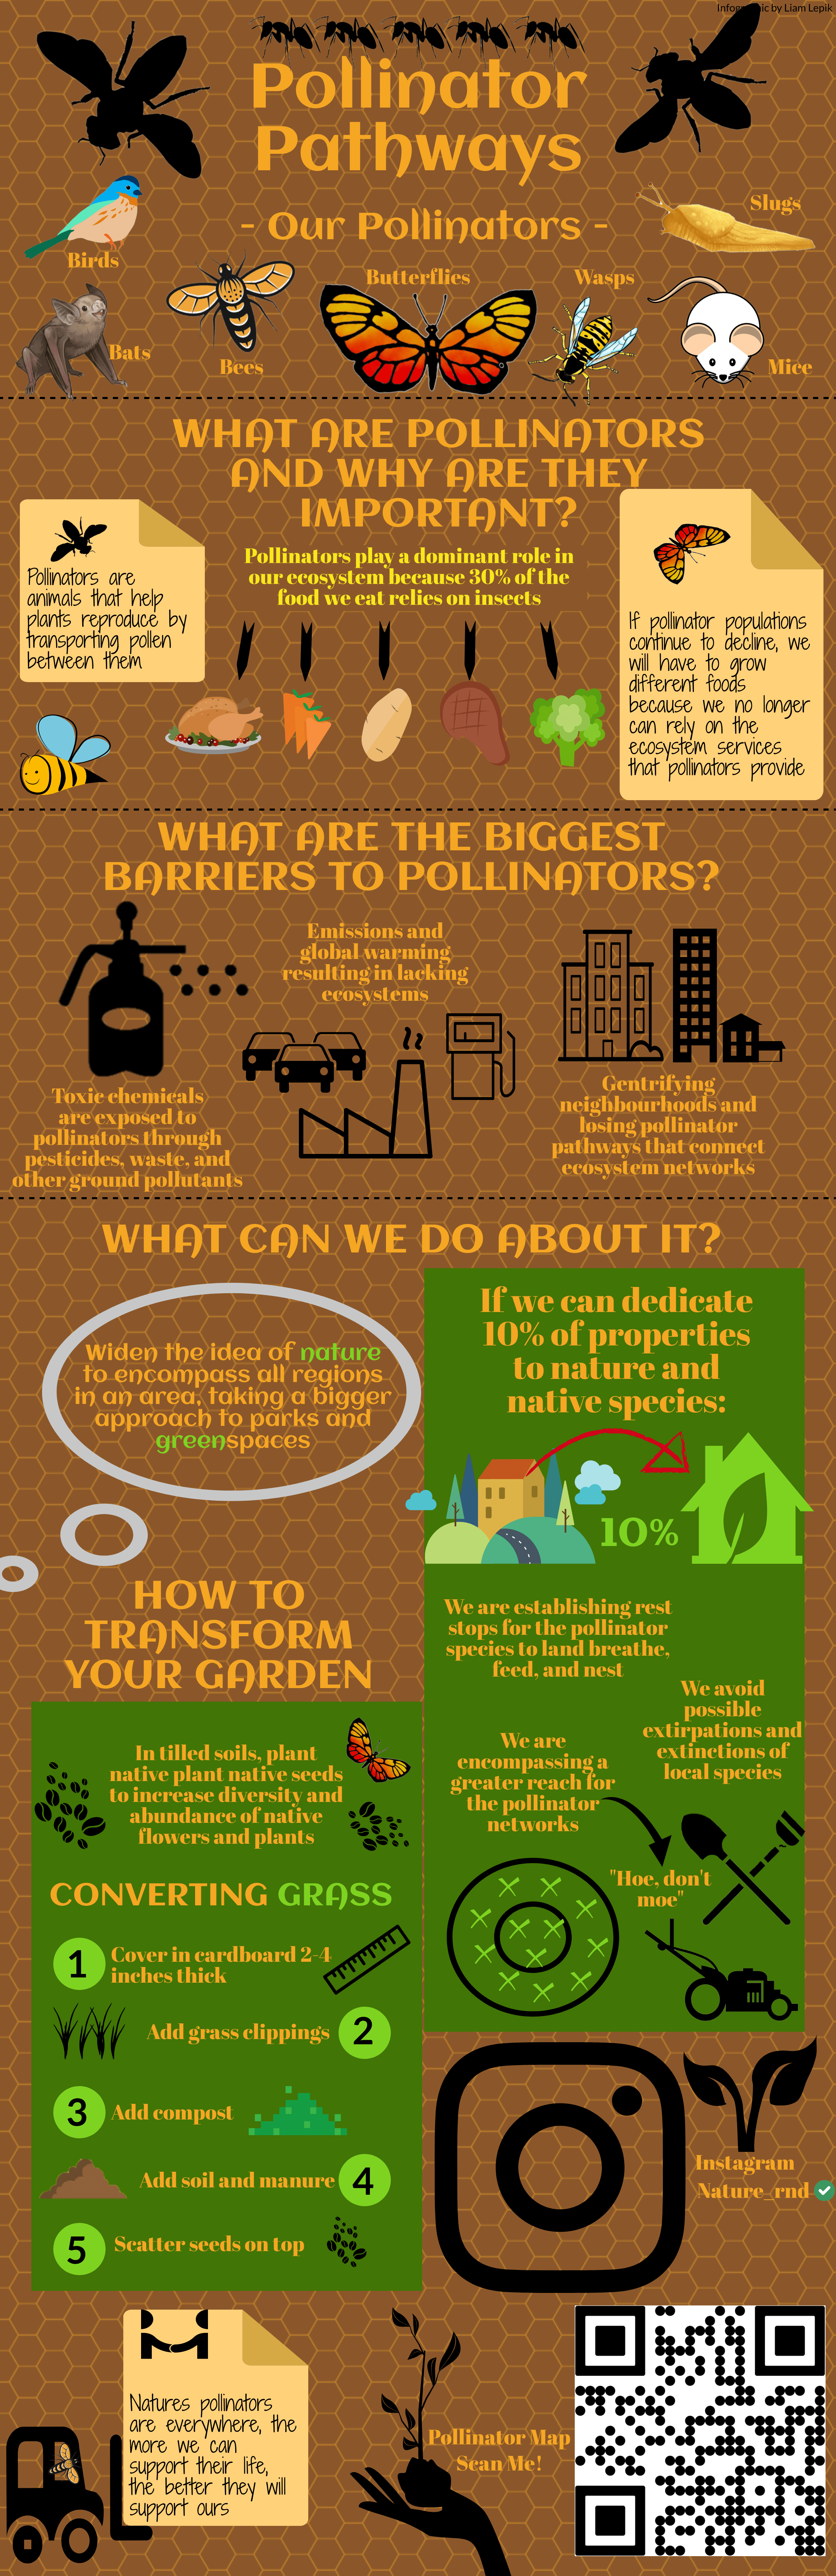 Infographic by Liam Lepik
Pollinator
Pathways
- Our Pollinators -
Slugs
Birds
Butterflies
Wasps
Bats
Bees
Mice
WHAT ARE POLLINATORS
AND WHY ARE THEY
IMPORTANT?
Pollinators are
animals that help
plants reproduce by
transporting pollen
between them
Pollinators play a dominant role in
our ecosystem because 30% of the
food we eat relies on insects
If pollinator populations
continue to decline, we
will have to grow
different foods
because we no longer
can rely on the
ecosystem services
that pollinators provide
WHAT ARE THE BIGGEST
BARRIERS TO POLLINATORS?
Toxic chemicals
are exposed to
pollinators through
pesticides, waste, and
other ground pollutants
Emissions and
global warming
resulting in lacking
ecosystems
Gentrifying
neighbourhoods and
losing pollinator
pathways that connect
ecosystem networks
WHAT CAN WE DO ABOUT IT?
Widen the idea of nature
to encompass all regions
in an area, taking a bigger
approach to parks and
greenspaces
If we can dedicate
10% of properties
to nature and
native species:
10%
We are establishing rest
stops for the pollinator
species to land breathe,
feed, and nest
We avoid
possible
extirpations and
extinctions of
local species
We are
encompassing a
greater reach for
the pollinator
networks
"Hoe, don't
moe"
HOW TO
TRANSFORM
YOUR GARDEN
In tilled soils, plant
native plant native seeds
to increase diversity and
abundance of native
flowers and plants
CONVERTING GRASS
1 Cover in cardboard 2-4
inches thick
Add grass clippings 2
3 Add compost
Add soil and manure 4
5 Scatter seeds on top
Instagram
Nature_rnd
Natures pollinators
are everywhere, the
more we can
support their life,
the better they will
support ours
Pollinator Map
Scan Me!